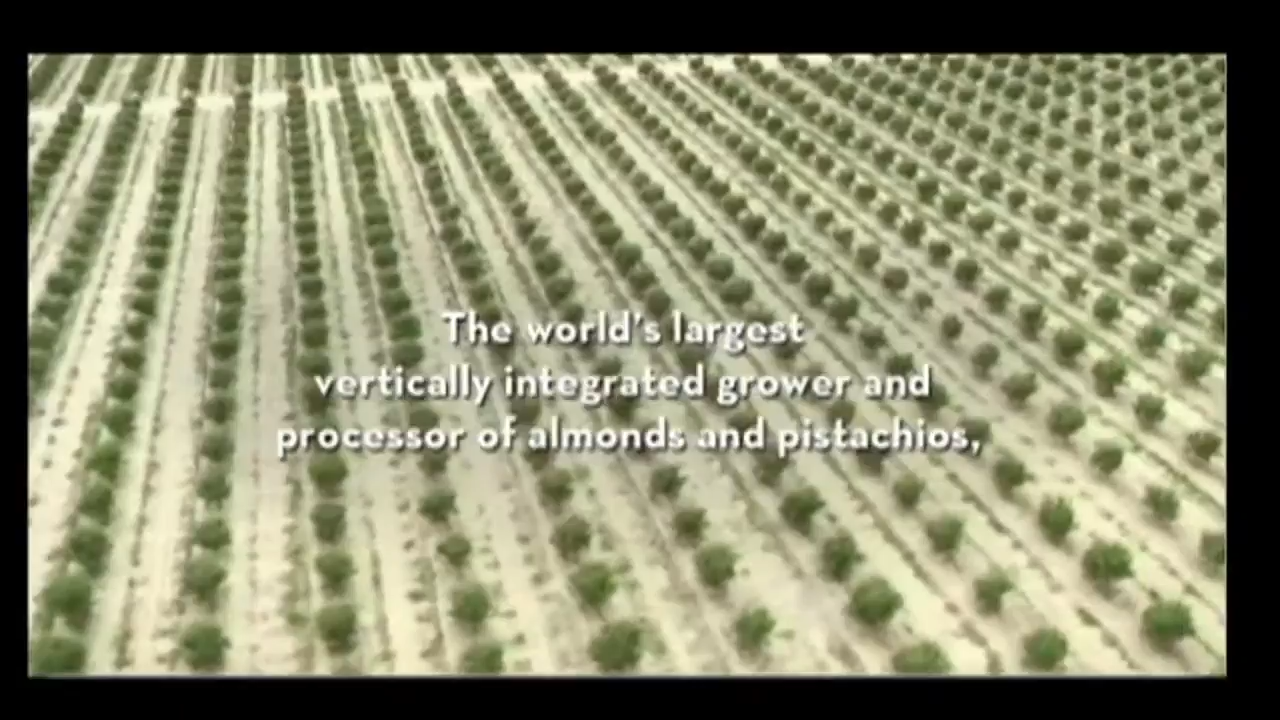 The world's largest
vertically integrated grower and
processor of almonds and pistachios,